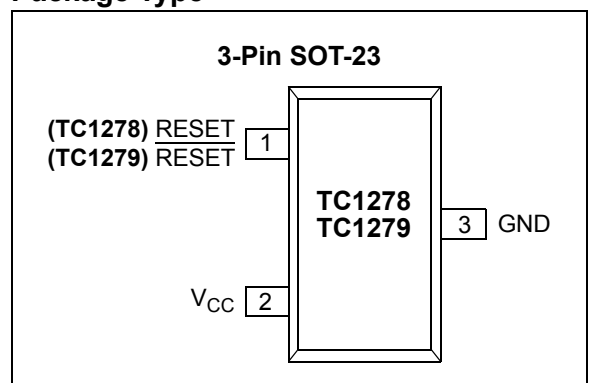 Package Type
3-Pin SOT-23
(TC1278) RESET
(TC1279) RESET
1
TC1278
TC1279
3 GND
VCC 2